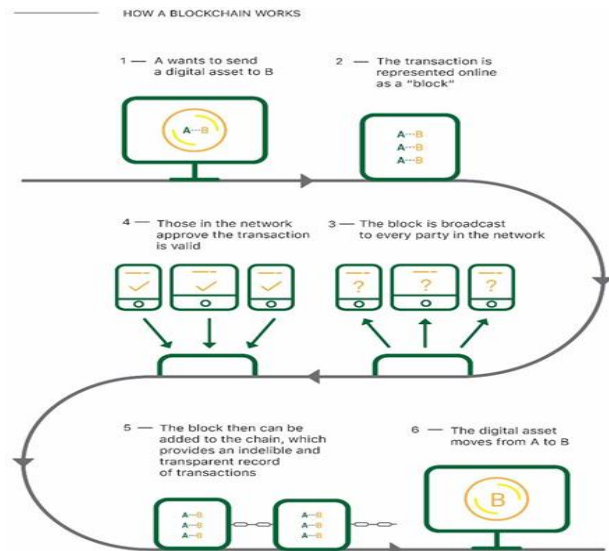 HOW A BLOCKCHAIN WORKS
1 — A wants to send
a digital asset to B
2 — The transaction is
represented online
as a “block”
A---B
A---B
A---B
A---B
4 — Those in the network
approve the transaction
is valid
3 — The block is broadcast
to every party in the network
?
?
?
5 — The block then can be
added to the chain, which
provides an indelible and
transparent record
of transactions
6 — The digital asset
moves from A to B
A---B
A---B
A---B
A---B
A---B
A---B
B